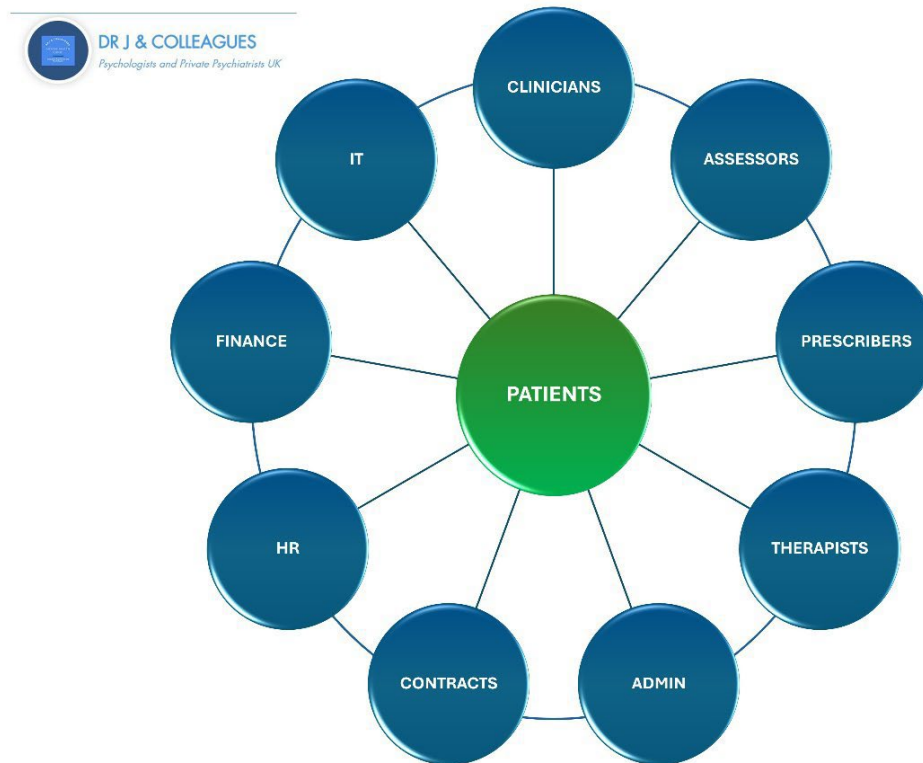 DR J & COLLEAGUES
Psychologists and Private Psychiatrists UK
CLINICIANS
IT
ASSESSORS
FINANCE
PRESCRIBERS
PATIENTS
HR
THERAPISTS
CONTRACTS
ADMIN